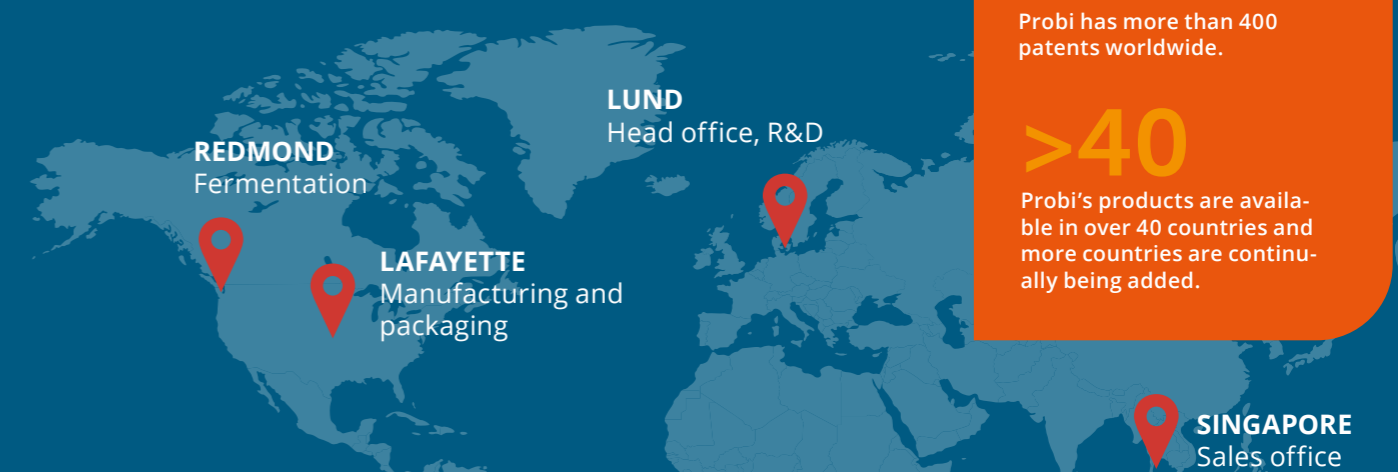 Probi has more than 400
patents worldwide.
>40
Probi’s products are availa-
ble in over 40 countries and
more countries are continu-
ally being added.
LUND
Head office, R&D
REDMOND
Fermentation
LAFAYETTE
Manufacturing and
packaging
SINGAPORE
Sales office